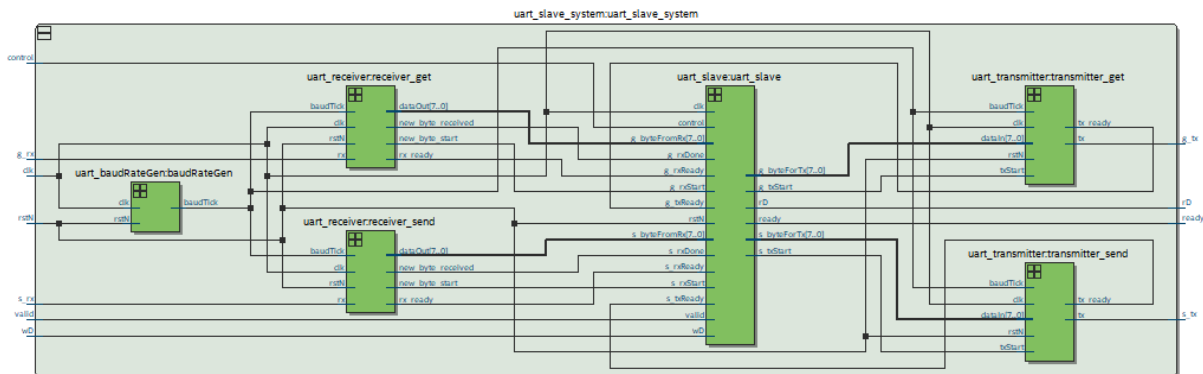 uart_slave_system:uart_slave_system
control
g_rx
clk
rstN
s_rx
valid
wD
uart_baudRateGen:baudRateGen
clk
rstN
baudTick
uart_receiver:receiver_get
baudTick
clk
rstN
rx
dataOut[7..0]
new_byte_received
new_byte_start
rx_ready
uart_receiver:receiver_send
baudTick
clk
rstN
rx
dataOut[7..0]
new_byte_received
new_byte_start
rx_ready
uart_slave:uart_slave
clk
control
g_byteFromRx[7..0]
g_rxDone
g_rxReady
g_rxStart
g_txReady
rstN
s_byteFromRx[7..0]
s_rxDone
s_rxReady
s_rxStart
s_txReady
valid
wD
g_byteForTx[7..0]
g_txStart
rD
ready
s_byteForTx[7..0]
s_txStart
uart_transmitter:transmitter_get
baudTick
clk
dataIn[7..0]
rstN
txStart
tx_ready
tx
uart_transmitter:transmitter_send
baudTick
clk
dataIn[7..0]
rstN
txStart
tx_ready
tx
g_tx
rD
ready
s_tx